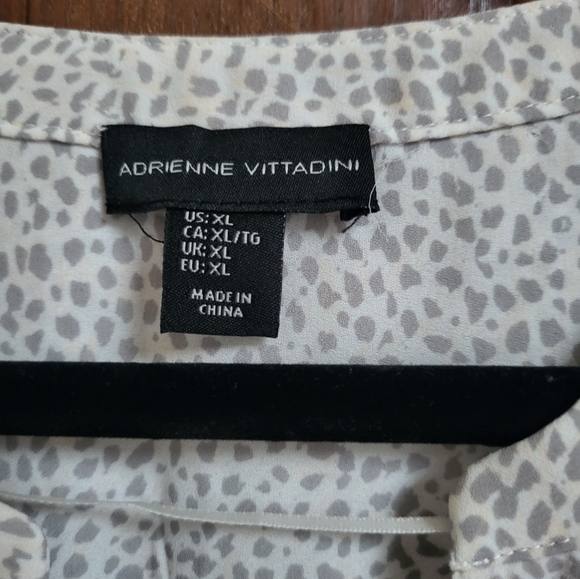 ADRIENNE VITTADINI
US: XL
CA: XL/TG
UK: XL
EU: XL
MADE IN
CHINA